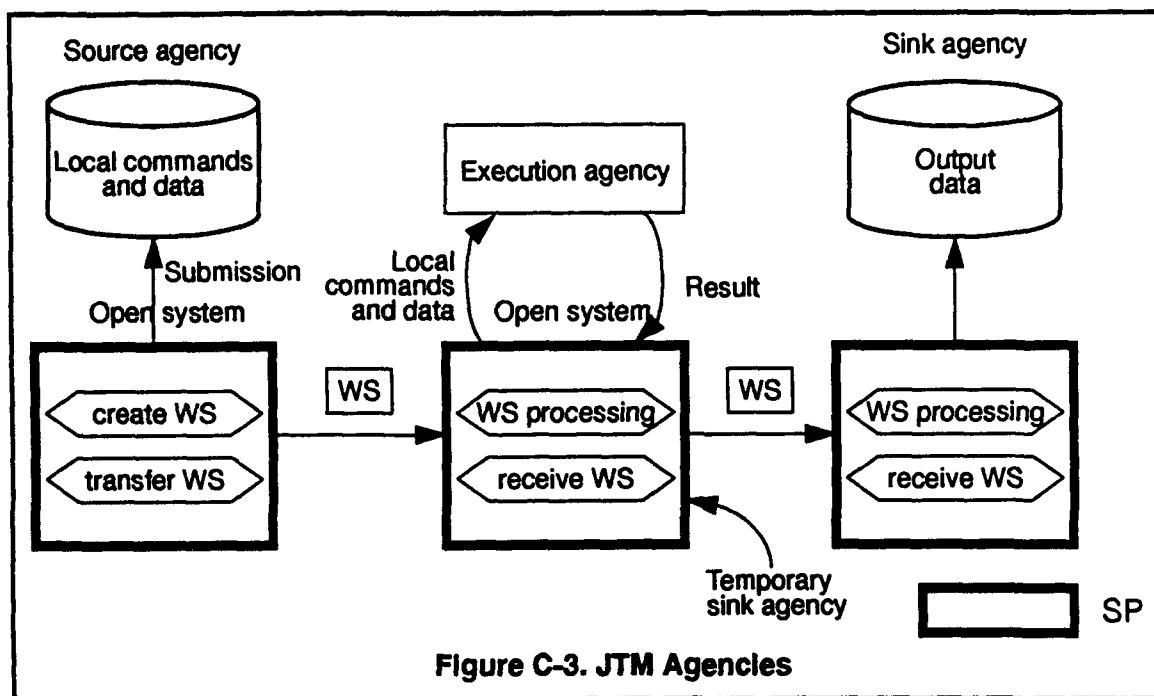 Source agency
Sink agency
Local commands
and data
Execution agency
Output
data
Submission
Open system
Local
commands
and data
Open system
Result
create WS
transfer WS
WS
WS processing
receive WS
WS
WS processing
receive WS
Temporary
sink agency
SP
Figure C-3. JTM Agencies